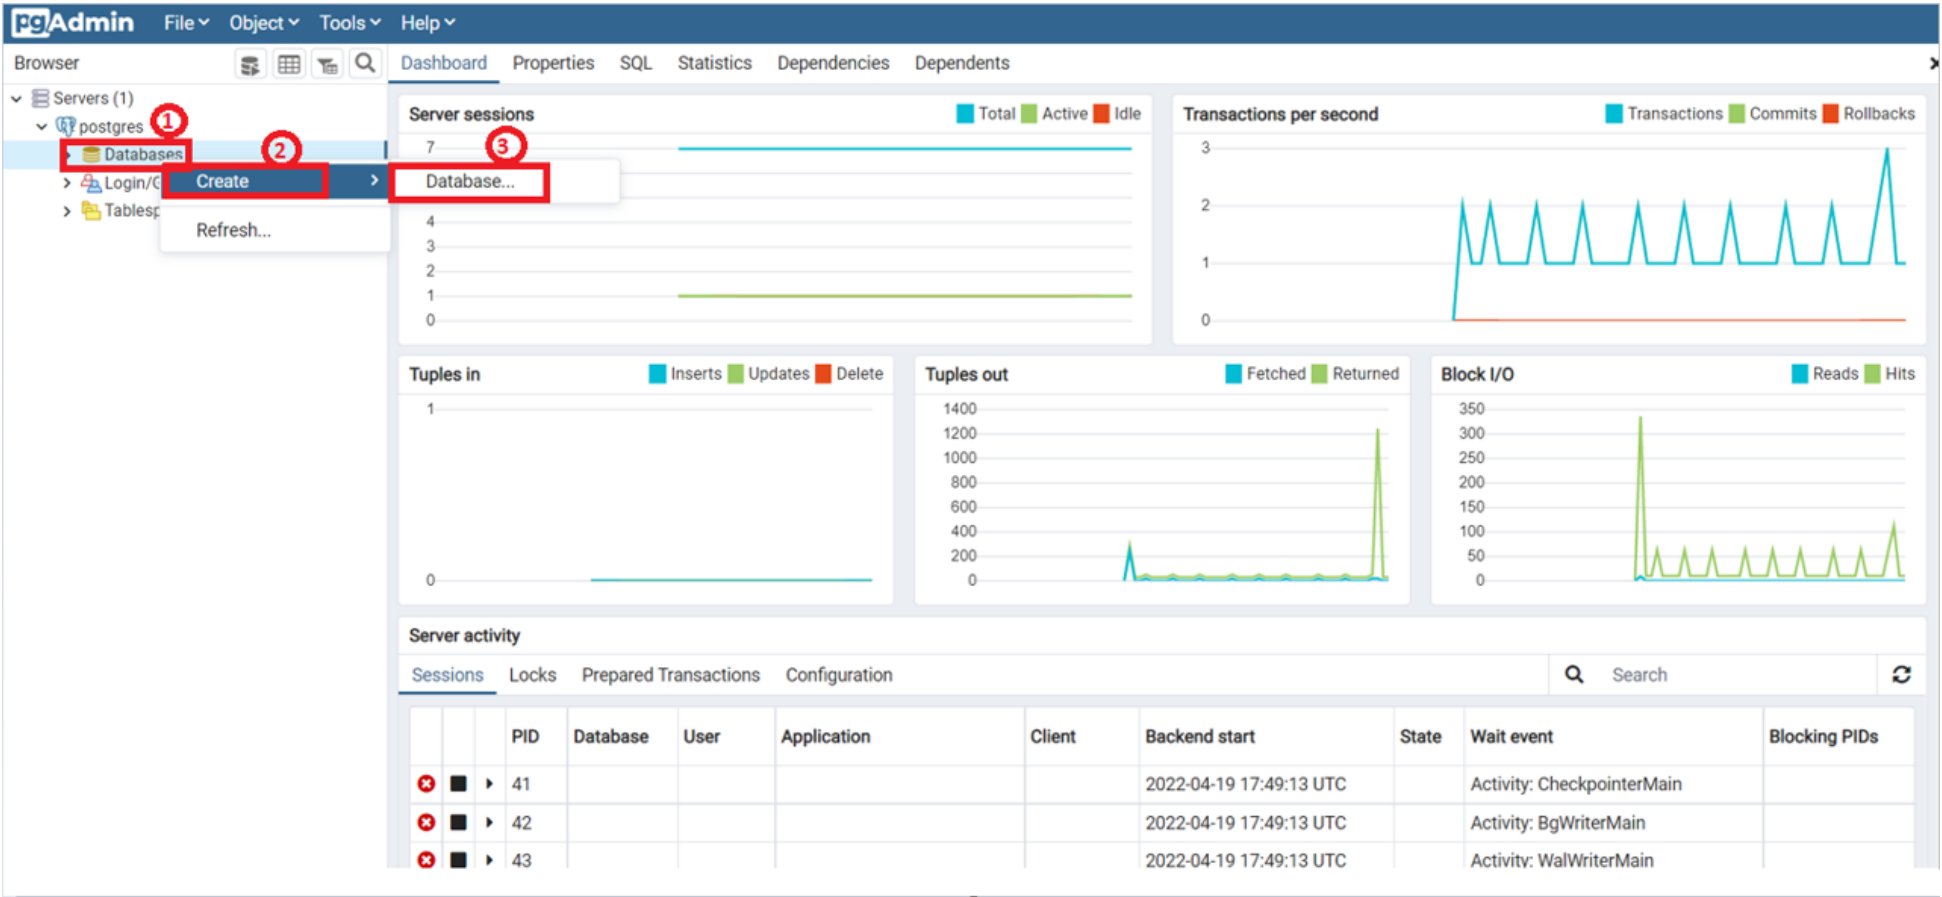 pgAdmin File Object Tools Help
Browser
Dashboard Properties SQL Statistics Dependencies Dependents
Servers (1)
postgres
1
Databases
2
Login/G
Tablesp
Create
Refresh...
3
Database...
Server sessions
Total Active Idle
7
4
3
2
1
0
Transactions per second
Transactions Commits Rollbacks
3
2
1
0
Tuples in
Inserts Updates Delete
1
0
Tuples out
Fetched Returned
1400
1200
1000
800
600
400
200
0
Block I/O
Reads Hits
350
300
250
200
150
100
50
0
Server activity
Sessions Locks Prepared Transactions Configuration
Search
PID Database User Application Client Backend start State Wait event Blocking PIDs
41 2022-04-19 17:49:13 UTC Activity: CheckpointerMain
42 2022-04-19 17:49:13 UTC Activity: BgWriterMain
43 2022-04-19 17:49:13 UTC Activity: WalWriterMain